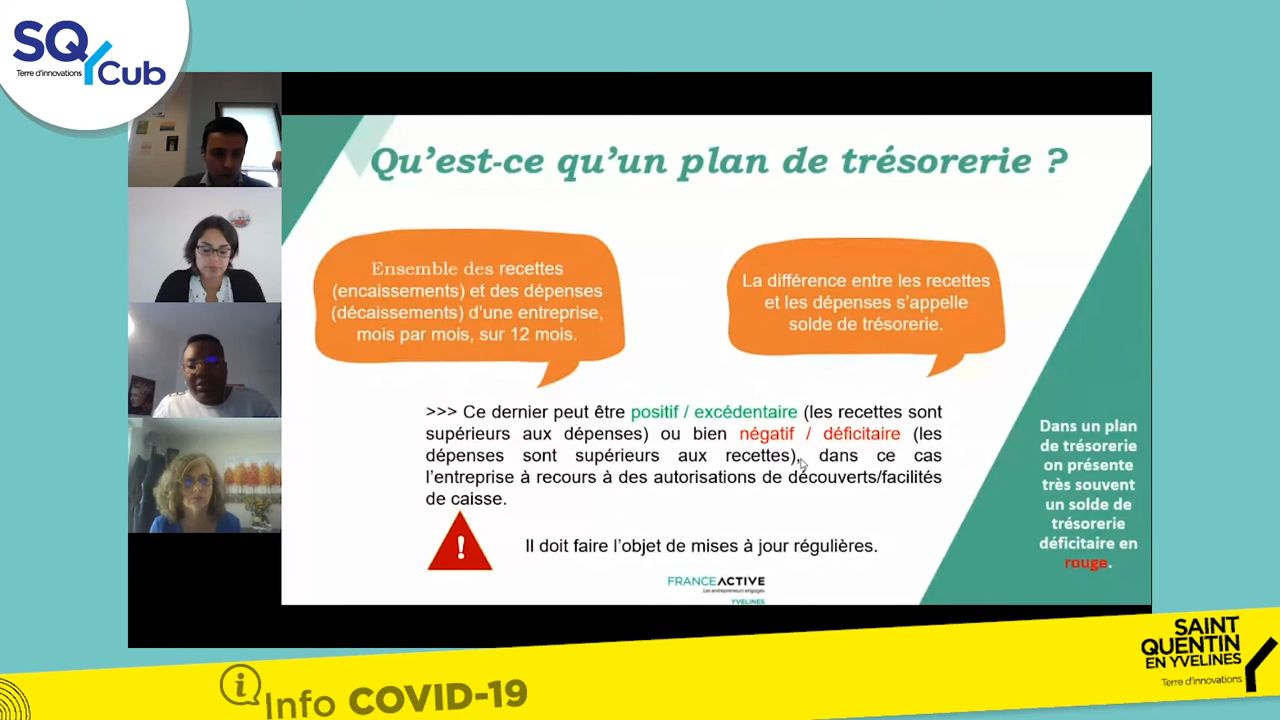 SQY
Cub
Terre d'innovations
Qu'est-ce qu'un plan de trésorerie ?
Ensemble des recettes
(encaissements) et des dépenses
(décaissements) d'une entreprise,
mois par mois, sur 12 mois.
La différence entre les recettes
et les dépenses s'appelle
solde de trésorerie.
>>> Ce dernier peut être positif / excédentaire (les recettes sont
supérieurs aux dépenses) ou bien négatif / déficitaire (les
dépenses sont supérieurs aux recettes), dans ce cas
l'entreprise à recours à des autorisations de découverts/facilités
de caisse.
!
Il doit faire l'objet de mises à jour régulières.
Dans un plan
de trésorerie
on présente
très souvent
un solde de
trésorerie
déficitaire en
rouge.
FRANCE ACTIVE
Les entrepreneurs engagés
YVELINES
i Info COVID-19
SAINT
QUENTIN
EN YVELINES
Terre d'innovations